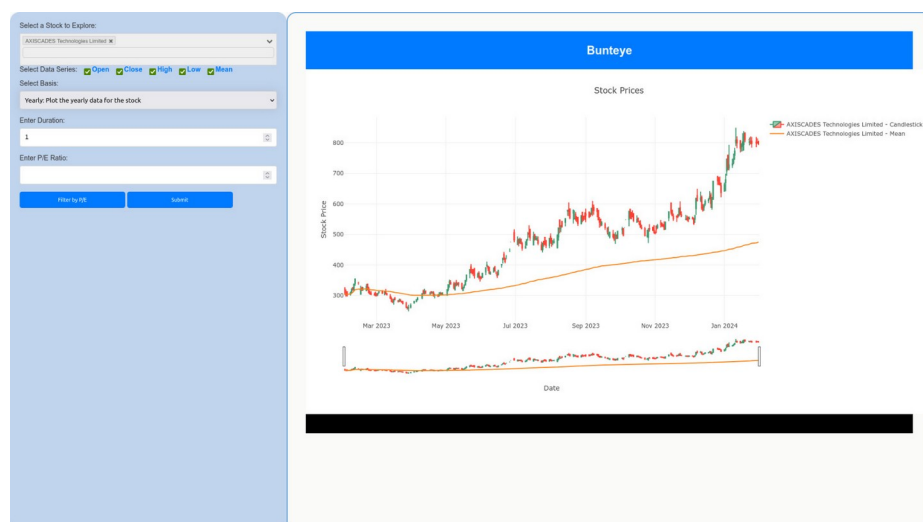 Select a Stock to Explore:
AXISCADES Technologies Limited ×
Select Data Series: Open Close High Low Mean
Select Basis:
Yearly: Plot the yearly data for the stock
Enter Duration:
1
Enter P/E Ratio:
Filter by P/E Submit
Bunteye
Stock Prices
AXISCADES Technologies Limited - Candlestick
AXISCADES Technologies Limited - Mean
Stock Price
800
700
600
500
400
300
Mar 2023 May 2023 Jul 2023 Sep 2023 Nov 2023 Jan 2024
Date